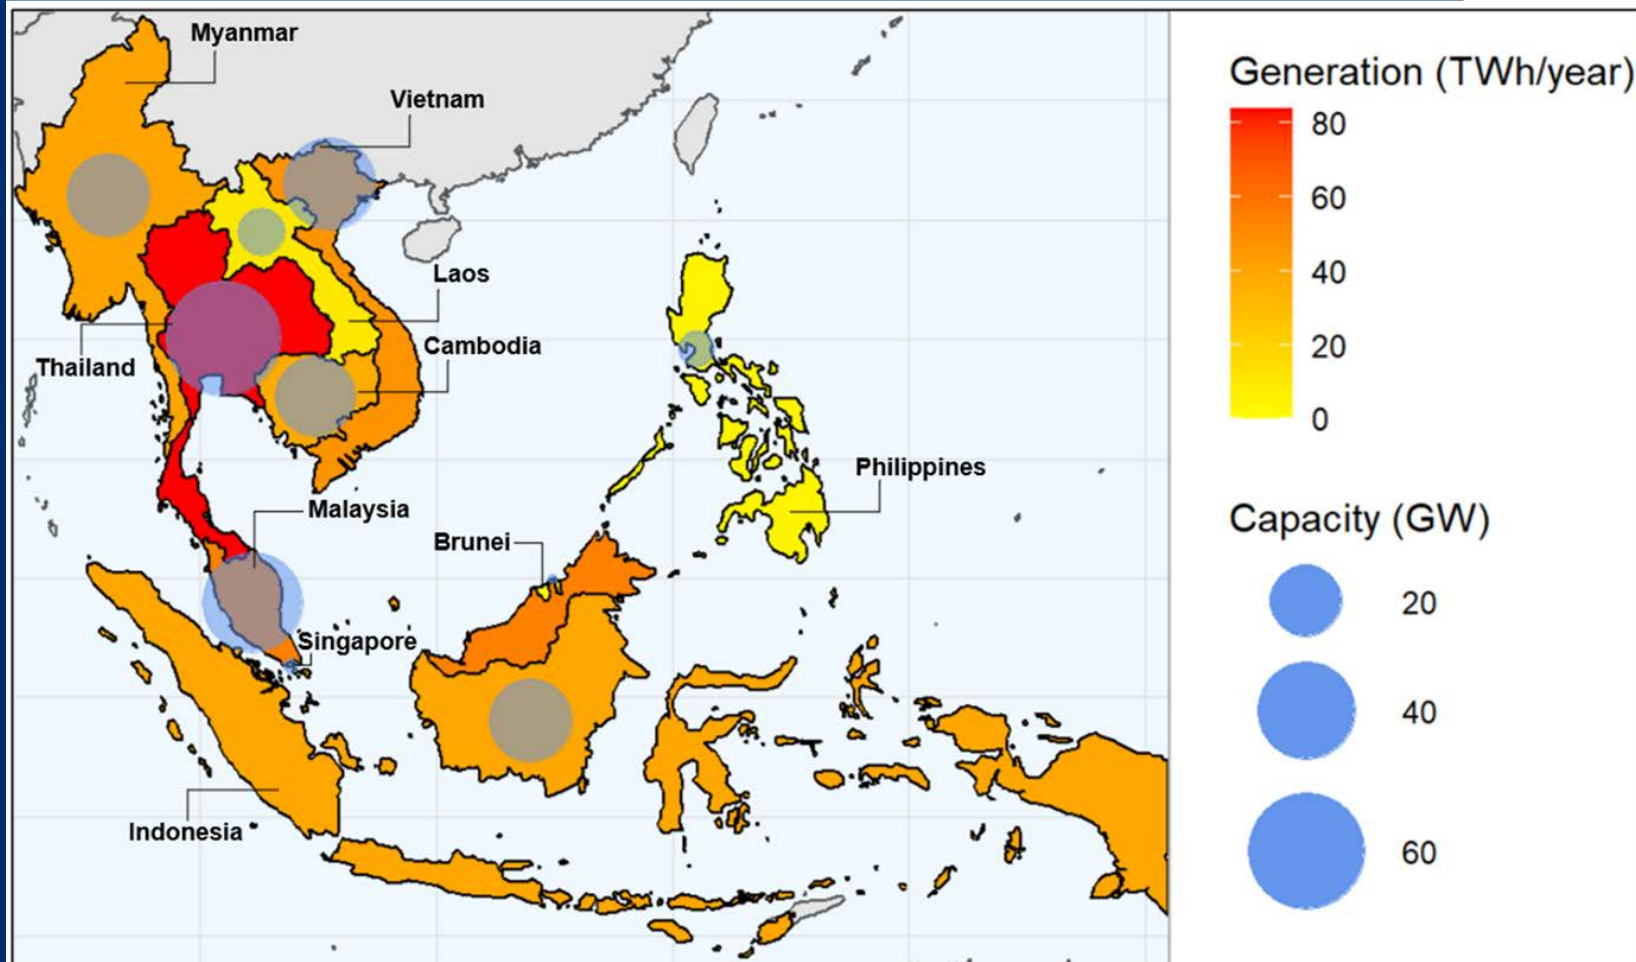 Myanmar
Vietnam
Laos
Thailand
Cambodia
Malaysia
Brunei
Philippines
Singapore
Indonesia
Generation (TWh/year)
80
60
40
20
0
Capacity (GW)
20
40
60